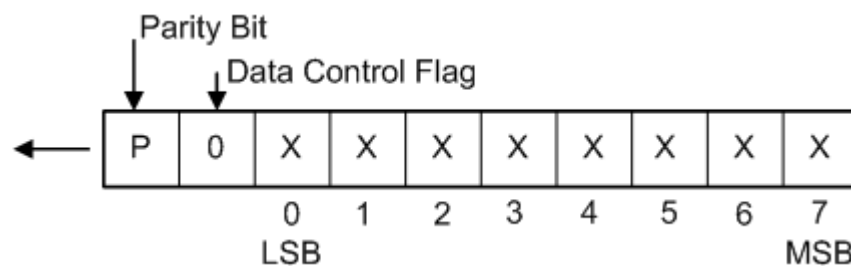 Parity Bit
Data Control Flag
P 0 X X X X X X X X
0 1 2 3 4 5 6 7
LSB MSB